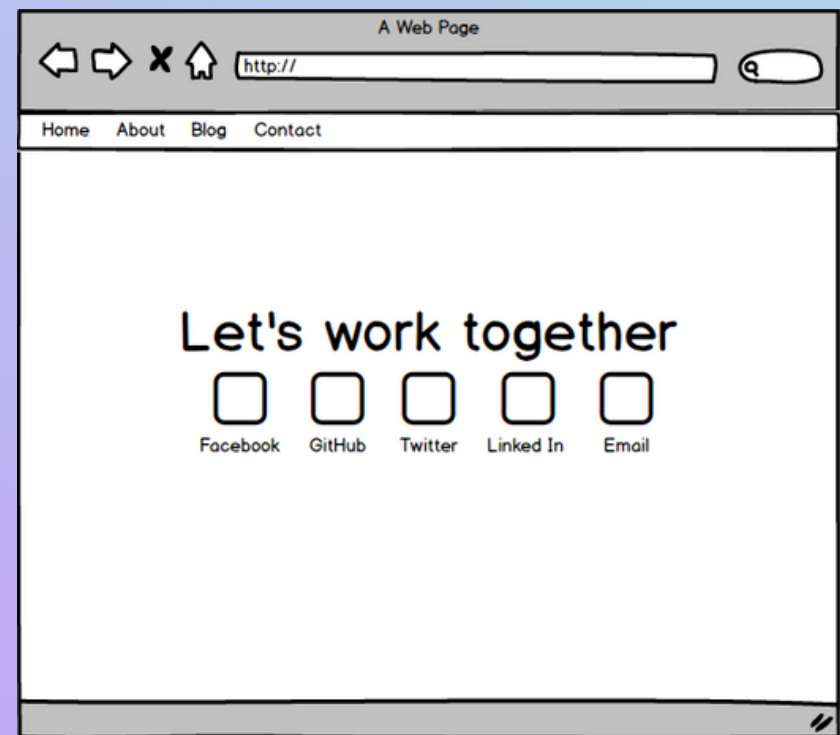 A Web Page
http://
Home About Blog Contact
Let's work together
Facebook GitHub Twitter Linked In Email